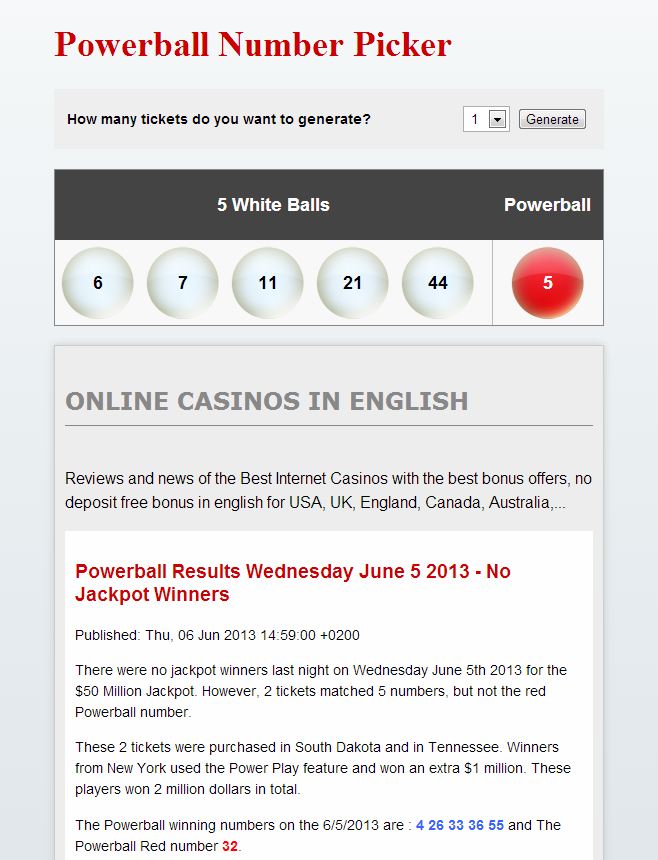 Powerball Number Picker
How many tickets do you want to generate? 1 Generate
5 White Balls Powerball
6 7 11 21 44 5
ONLINE CASINOS IN ENGLISH
Reviews and news of the Best Internet Casinos with the best bonus offers, no
deposit free bonus in english for USA, UK, England, Canada, Australia,...
Powerball Results Wednesday June 5 2013 - No
Jackpot Winners
Published: Thu, 06 Jun 2013 14:59:00 +0200
There were no jackpot winners last night on Wednesday June 5th 2013 for the
$50 Million Jackpot. However, 2 tickets matched 5 numbers, but not the red
Powerball number.
These 2 tickets were purchased in South Dakota and in Tennessee. Winners
from New York used the Power Play feature and won an extra $1 million. These
players won 2 million dollars in total.
The Powerball winning numbers on the 6/5/2013 are : 4 26 33 36 55 and The
Powerball Red number 32.